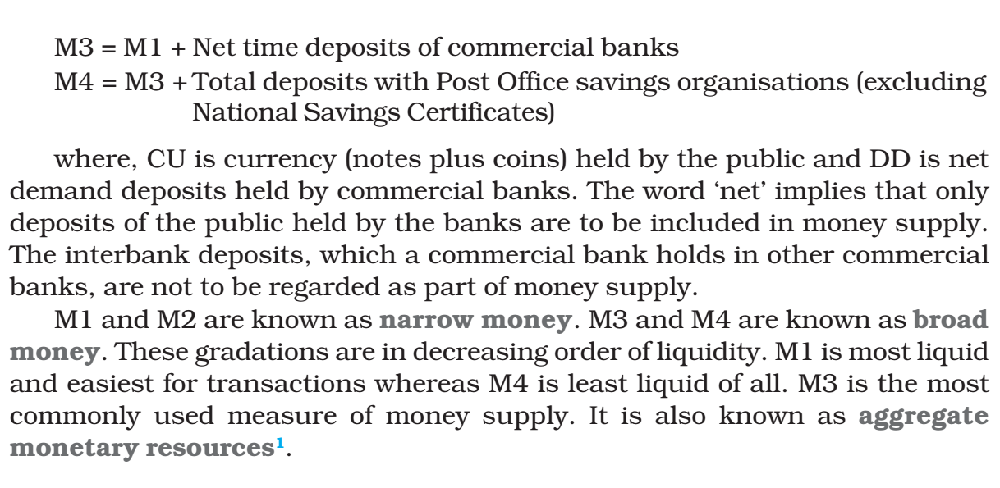 M3 = M1 + Net time deposits of commercial banks
M4 = M3 + Total deposits with Post Office savings organisations (excluding
National Savings Certificates)
where, CU is currency (notes plus coins) held by the public and DD is net
demand deposits held by commercial banks. The word ‘net’ implies that only
deposits of the public held by the banks are to be included in money supply.
The interbank deposits, which a commercial bank holds in other commercial
banks, are not to be regarded as part of money supply.
M1 and M2 are known as narrow money. M3 and M4 are known as broad
money. These gradations are in decreasing order of liquidity. M1 is most liquid
and easiest for transactions whereas M4 is least liquid of all. M3 is the most
commonly used measure of money supply. It is also known as aggregate
monetary resources¹.